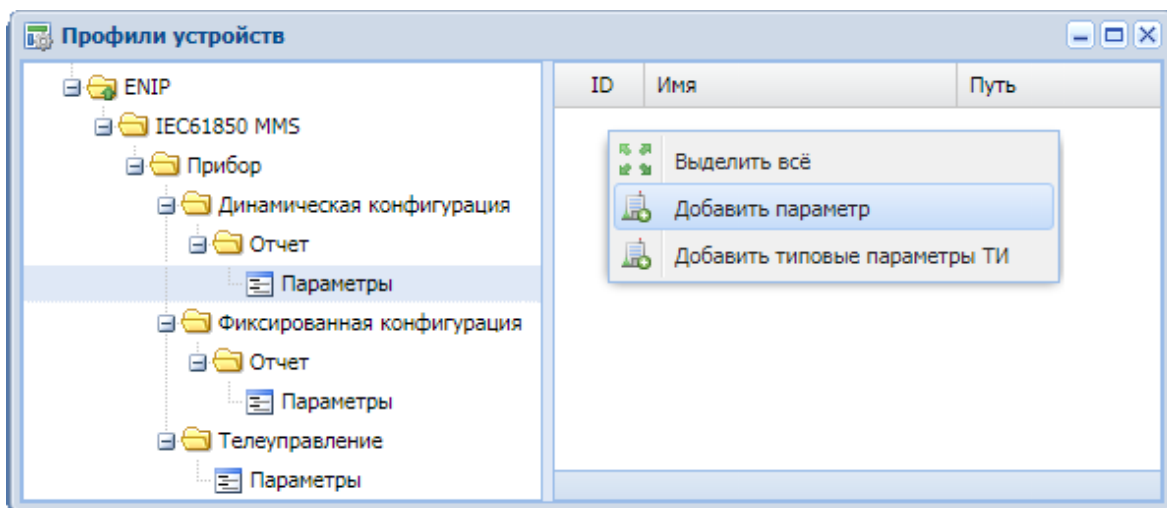 Профили устройств
ENIP
IEC61850 MMS
Прибор
Динамическая конфигурация
Отчет
Параметры
Фиксированная конфигурация
Отчет
Параметры
Телеуправление
Параметры
ID Имя Путь
Выделить всё
Добавить параметр
Добавить типовые параметры ТИ